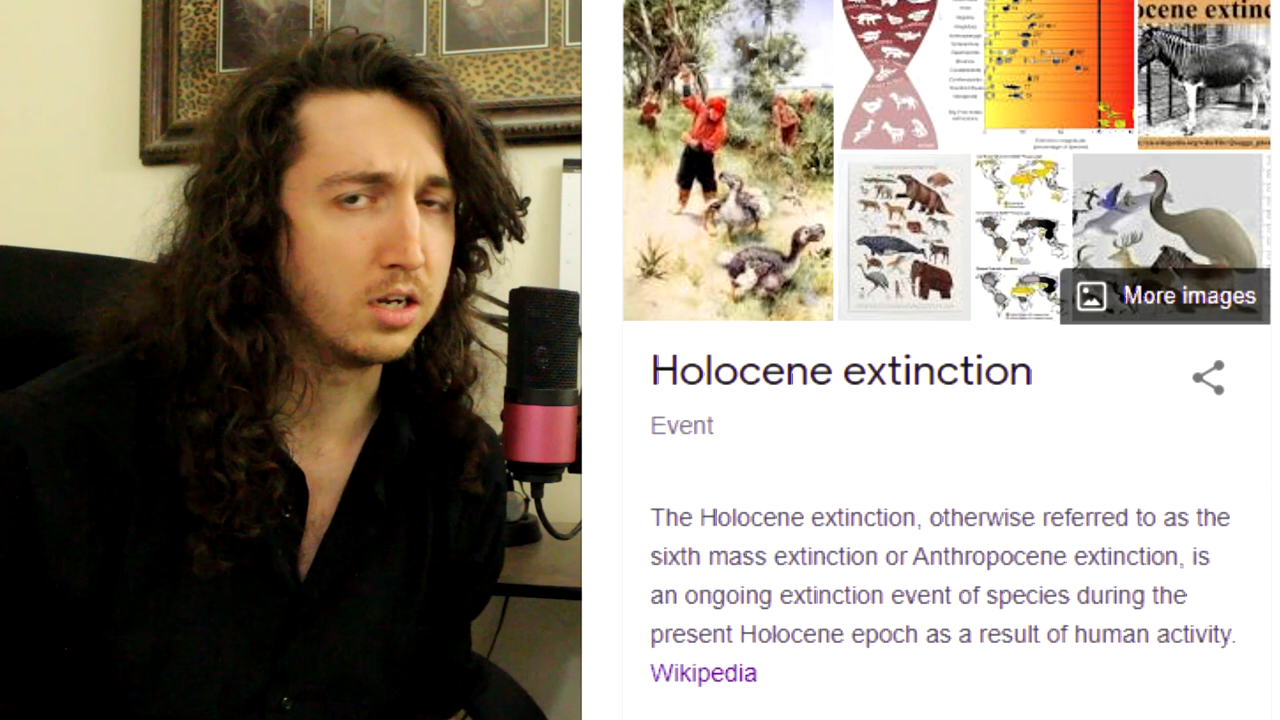 ocene extinc
More images
Holocene extinction
Event
The Holocene extinction, otherwise referred to as the
sixth mass extinction or Anthropocene extinction, is
an ongoing extinction event of species during the
present Holocene epoch as a result of human activity.
Wikipedia